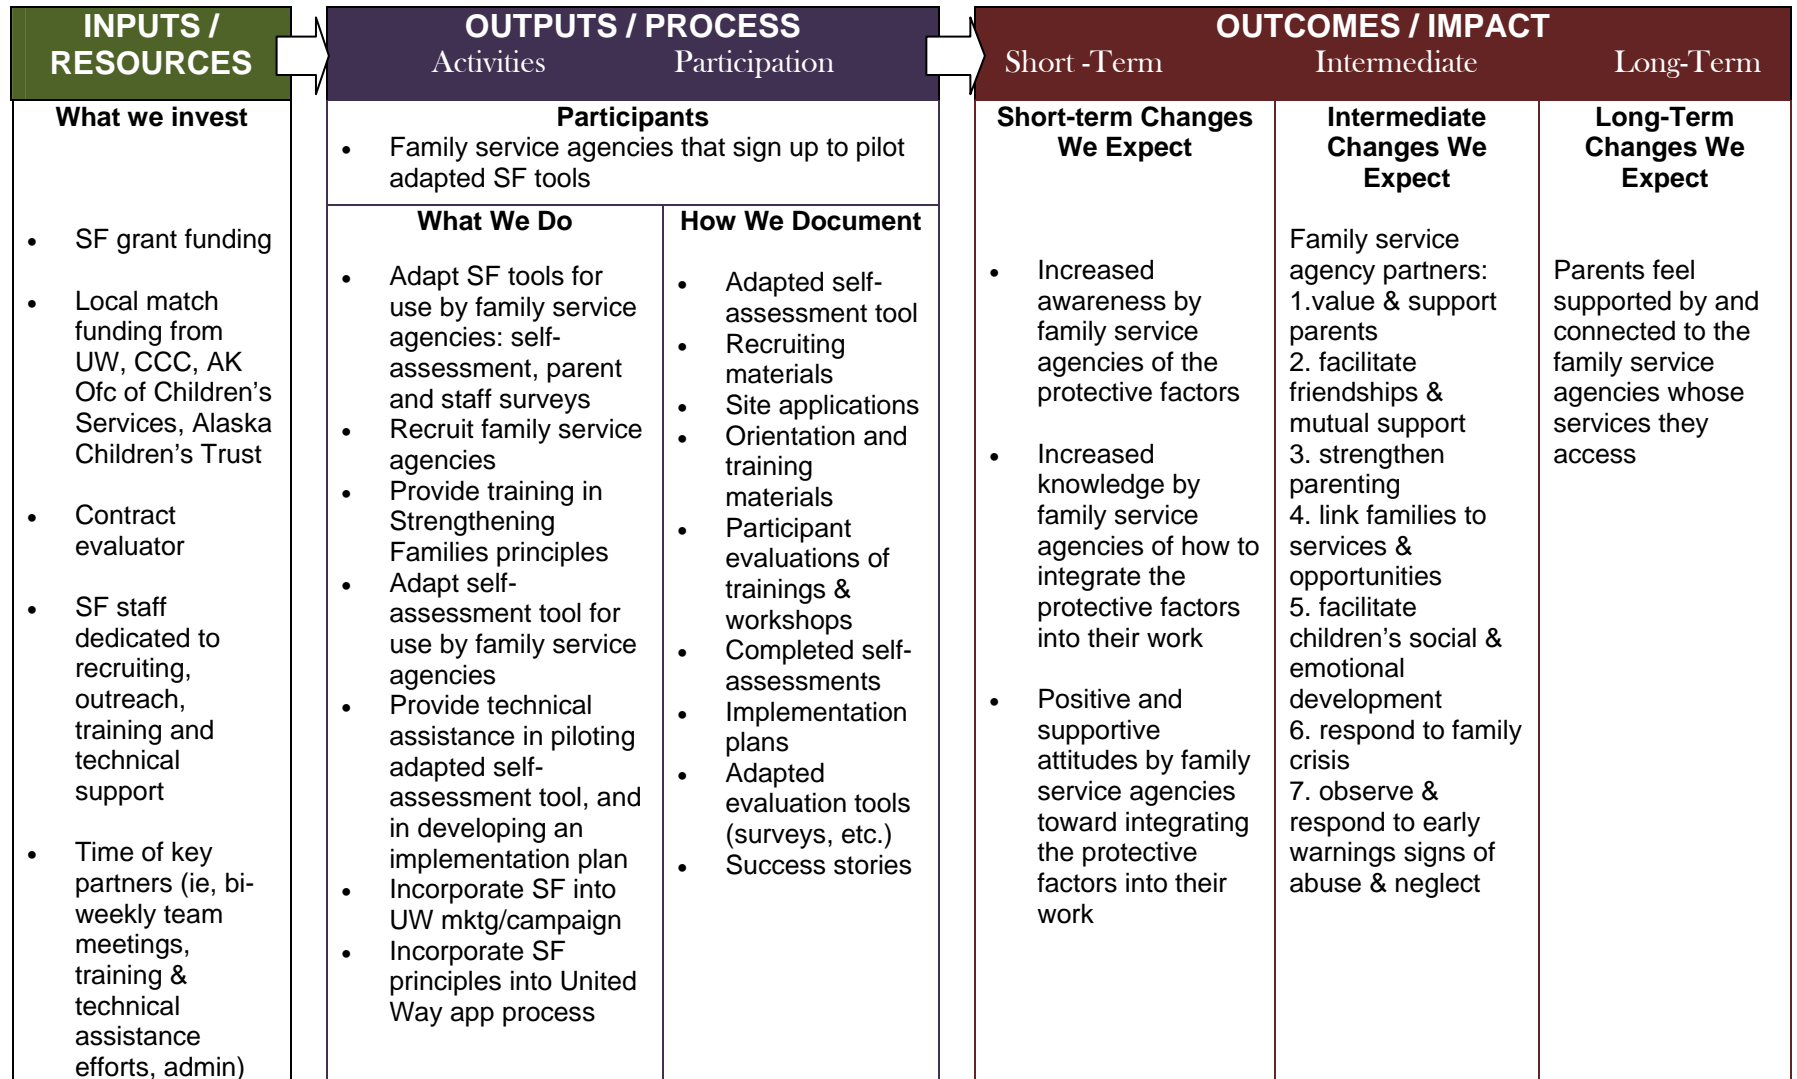 INPUTS /
RESOURCES
What we invest
• SF grant funding
• Local match
funding from
UW, CCC, AK
Ofc of Children's
Services, Alaska
Children's Trust
• Contract
evaluator
• SF staff
dedicated to
recruiting,
outreach,
training and
technical
support
• Time of key
partners (ie, bi-
weekly team
meetings,
training &
technical
assistance
efforts, admin)
OUTPUTS / PROCESS
Activities Participation
Participants
• Family service agencies that sign up to pilot
adapted SF tools
What We Do
• Adapt SF tools for
use by family service
agencies: self-
assessment, parent
and staff surveys
• Recruit family service
agencies
• Provide training in
Strengthening
Families principles
• Adapt self-
assessment tool for
use by family service
agencies
• Provide technical
assistance in piloting
adapted self-
assessment tool, and
in developing an
implementation plan
• Incorporate SF into
UW mktg/campaign
• Incorporate SF
principles into United
Way app process
How We Document
• Adapted self-
assessment tool
• Recruiting
materials
• Site applications
• Orientation and
training
materials
• Participant
evaluations of
trainings &
workshops
• Completed self-
assessments
• Implementation
plans
• Adapted
evaluation tools
(surveys, etc.)
• Success stories
OUTCOMES / IMPACT
Short -Term Intermediate Long-Term
Short-term Changes
We Expect
• Increased
awareness by
family service
agencies of the
protective factors
• Increased
knowledge by
family service
agencies of how to
integrate the
protective factors
into their work
• Positive and
supportive
attitudes by family
service agencies
toward integrating
the protective
factors into their
work
Intermediate
Changes We
Expect
Family service
agency partners:
1.value & support
parents
2. facilitate
friendships &
mutual support
3. strengthen
parenting
4. link families to
services &
opportunities
5. facilitate
children's social &
emotional
development
6. respond to family
crisis
7. observe &
respond to early
warnings signs of
abuse & neglect
Long-Term
Changes We
Expect
Parents feel
supported by and
connected to the
family service
agencies whose
services they
access